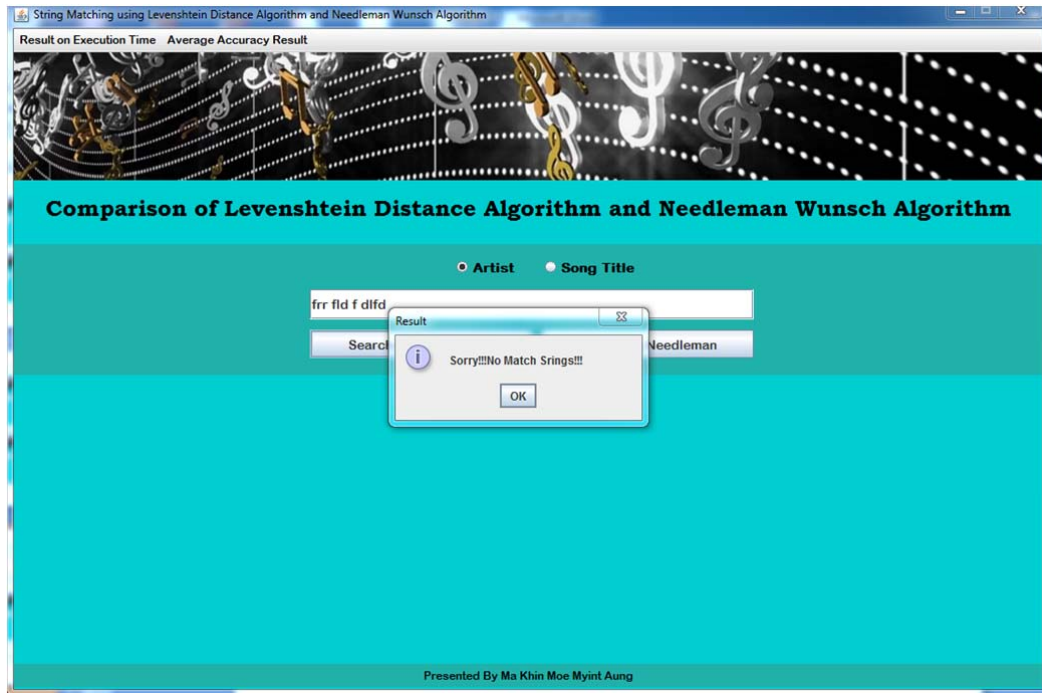 String Matching using Levenshtein Distance Algorithm and Needleman Wunsch Algorithm
Result on Execution Time Average Accuracy Result
Comparison of Levenshtein Distance Algorithm and Needleman Wunsch Algorithm
Artist Song Title
frr fld f dlfd
Result
Search Needleman
Sorry!!!No Match Srings!!!
OK
Presented By Ma Khin Moe Myint Aung